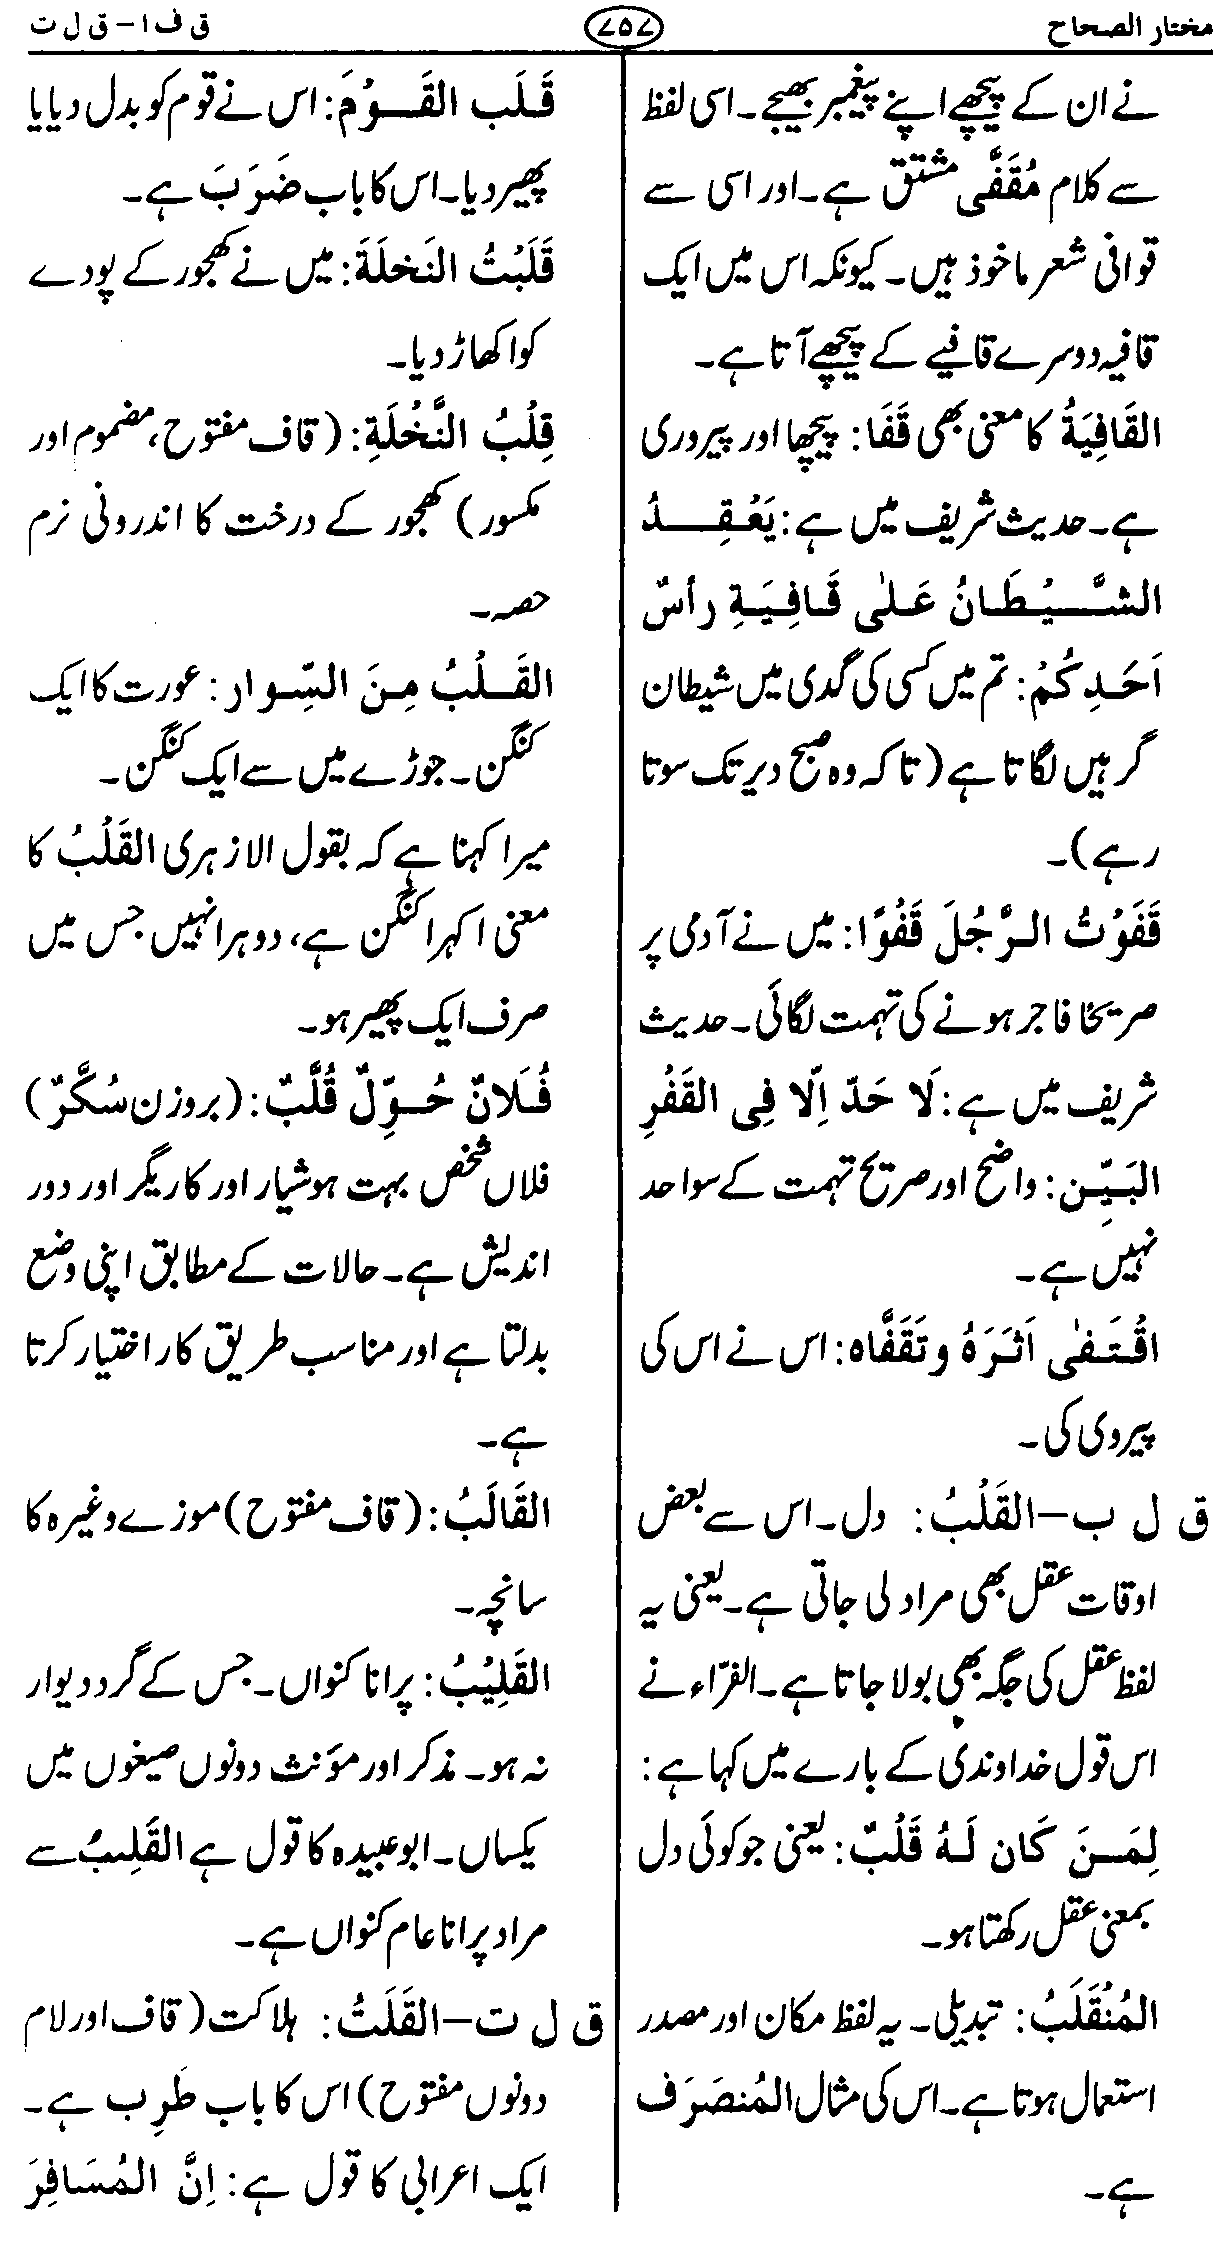 مختار الصحاح
۷۵۷
ق ف ا – ق ل ت
نے ان کے پیچھے اپنے پیغمبر بھیجے۔ اسی لفظ
سے کلام مُقَفّٰی مشتق ہے۔ اور اسی سے
قوافی شعر ماخوذ ہیں۔ کیونکہ اس میں ایک
قافیہ دوسرے قافیے کے پیچھے آتا ہے۔
القَافِيَةُ کا معنی بھی قَفَا: پیچھا اور پیروری
ہے۔ حدیث شریف میں ہے: يَعْقِـــدُ
الشَّــيْطَانُ عَلٰى قَافِيَةِ رأسْ
اَحَدِكُمْ: تم میں کسی کی گدی میں شیطان
گرہیں لگاتا ہے (تاکہ وہ صبح دیر تک سوتا
رہے)۔
قَفَوْتُ الرَّجُلَ قَفْوًا: میں نے آدمی پر
صریحًا فاجر ہونے کی تہمت لگائی۔ حدیث
شریف میں ہے: لَا حَدّ اِلّا فِى القَفْرِ
البَيِّن: واضح اور صریح تہمت کے سوا حد
نہیں ہے۔
اقْتَفٰى اَثَرَهُ وتَقَفَّاه: اس نے اس کی
پیروی کی۔
ق ل ب – القَلْبُ: دل۔ اس سے بعض
اوقات عقل بھی مراد لی جاتی ہے۔ یعنی یہ
لفظ عقل کی جگہ بھی بولا جاتا ہے۔ الفرّاء نے
اس قول خداوندی کے بارے میں کہا ہے:
لِمَنَ كَان لَهُ قَلْبٌ: یعنی جو کوئی دل
بمعنی عقل رکھتا ہو۔
المُنْقَلَبُ: تبدیلی۔ یہ لفظ مکان اور مصدر
استعمال ہوتا ہے۔ اس کی مثال المُنصَرَف
ہے۔
قَلَب القَوْمَ: اس نے قوم کو بدل دیا یا
پھیر دیا۔ اس کا باب ضَرَبَ ہے۔
قَلَبْتُ النَخلَةَ: میں نے کھجور کے پودے
کو اکھاڑ دیا۔
قِلْبُ النَّخْلَةِ: (قاف مفتوح، مضموم اور
مکسور) کھجور کے درخت کا اندرونی نرم
حصہ۔
القَلْبُ مِنَ السِّوار: عورت کا ایک
کنگن۔ جوڑے میں سے ایک کنگن۔
میرا کہنا ہے کہ بقول الازہری القَلْبُ کا
معنی اکہرا کنگن ہے، دوہرا نہیں جس میں
صرف ایک پھیر ہو۔
فُلَانٌ حُوِّلٌ قُلَّبٌ: (بروزن سُكَّرٌ)
فلاں شخص بہت ہوشیار اور کاریگر اور دور
اندیش ہے۔ حالات کے مطابق اپنی وضع
بدلتا ہے اور مناسب طریق کار اختیار کرتا
ہے۔
القَالَبُ: (قاف مفتوح) موزے وغیرہ کا
سانچہ۔
القَلِيْبُ: پرانا کنواں۔ جس کے گرد دیوار
نہ ہو۔ مذکر اور مؤنث دونوں صیغوں میں
یکساں۔ ابو عبیدہ کا قول ہے القَلِيبُ سے
مراد پرانا عام کنواں ہے۔
ق ل ت – القَلَتُ: ہلاکت (قاف اور لام
دونوں مفتوح) اس کا باب طَرِب ہے۔
ایک اعرابی کا قول ہے: اِنَّ المُسَافِرَ